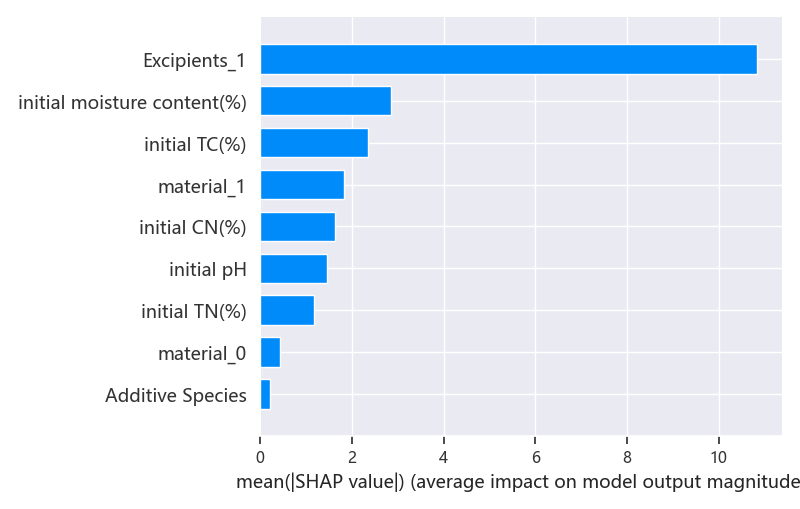 Excipients_1
initial moisture content(%)
initial TC(%)
material_1
initial CN(%)
initial pH
initial TN(%)
material_0
Additive Species
0 2 4 6 8 10
mean(|SHAP value|) (average impact on model output magnitude